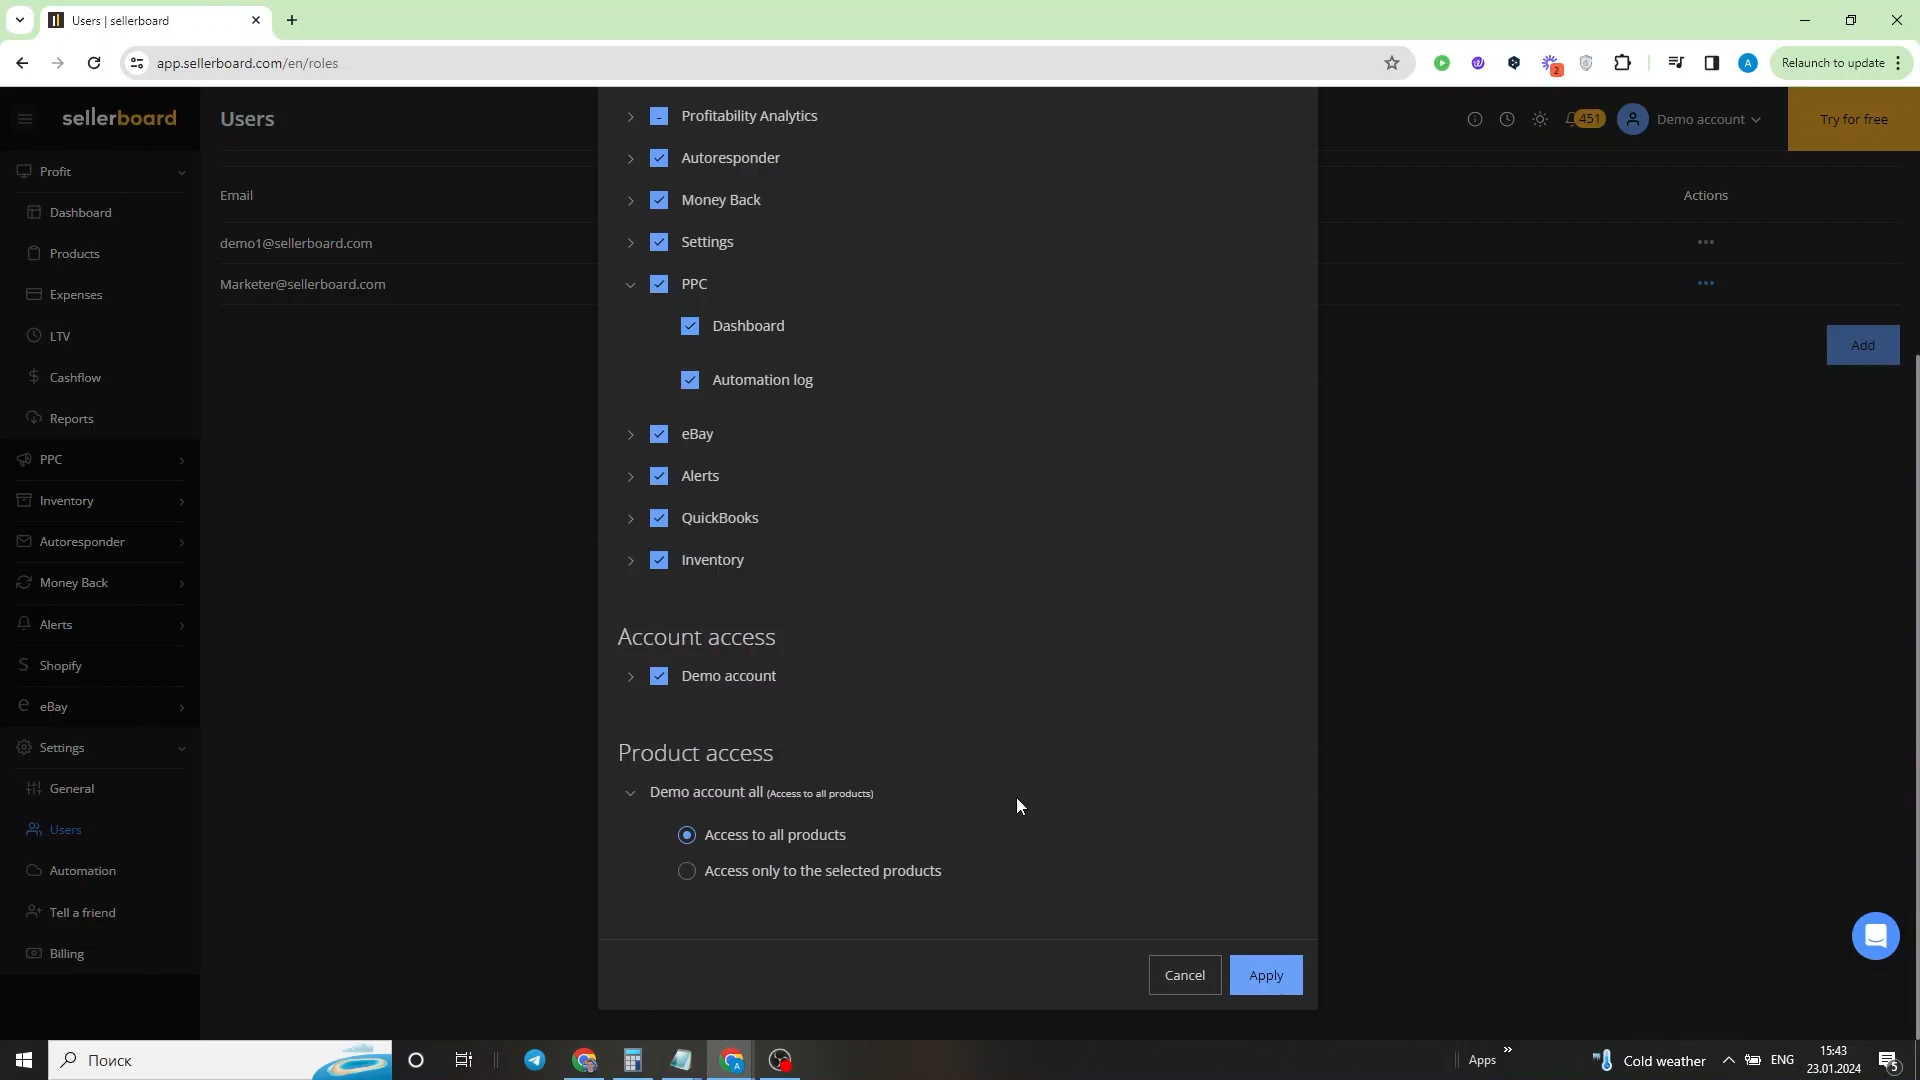 Users | sellerboard
app.sellerboard.com/en/roles
2
A
Relaunch to update
sellerboard
Users
451
Demo account
Try for free
Profit
Dashboard
Products
Expenses
LTV
Cashflow
Reports
PPC
Inventory
Autoresponder
Money Back
Alerts
Shopify
eBay
Settings
General
Users
Automation
Tell a friend
Billing
Email
Actions
demo1@sellerboard.com
Marketer@sellerboard.com
Add
Profitability Analytics
Autoresponder
Money Back
Settings
PPC
Dashboard
Automation log
eBay
Alerts
QuickBooks
Inventory
Account access
Demo account
Product access
Demo account all (Access to all products)
Access to all products
Access only to the selected products
Cancel
Apply
Поиск
A
Apps
Cold weather
ENG
15:43
23.01.2024
5